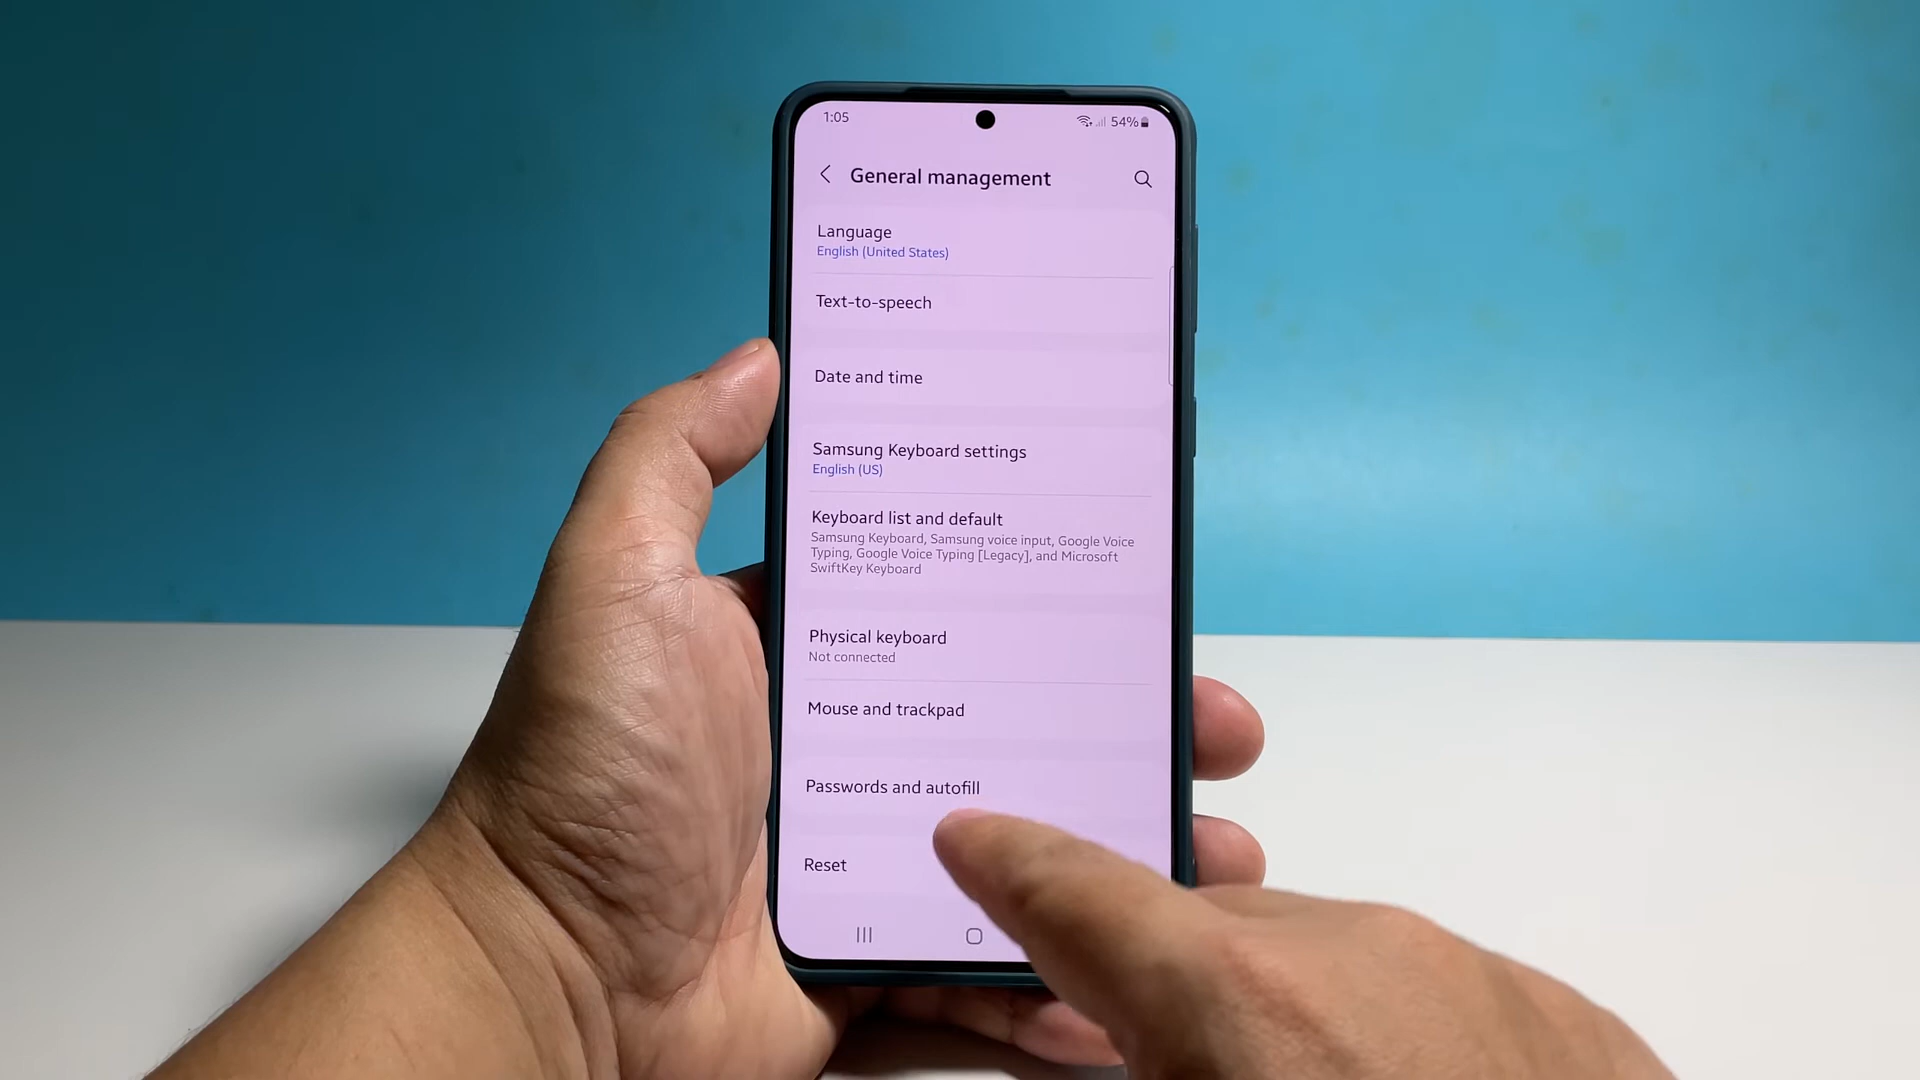 1:05
54%
General management
Language
English (United States)
Text-to-speech
Date and time
Samsung Keyboard settings
English (US)
Keyboard list and default
Samsung Keyboard, Samsung voice input, Google Voice
Typing, Google Voice Typing [Legacy], and Microsoft
SwiftKey Keyboard
Physical keyboard
Not connected
Mouse and trackpad
Passwords and autofill
Reset